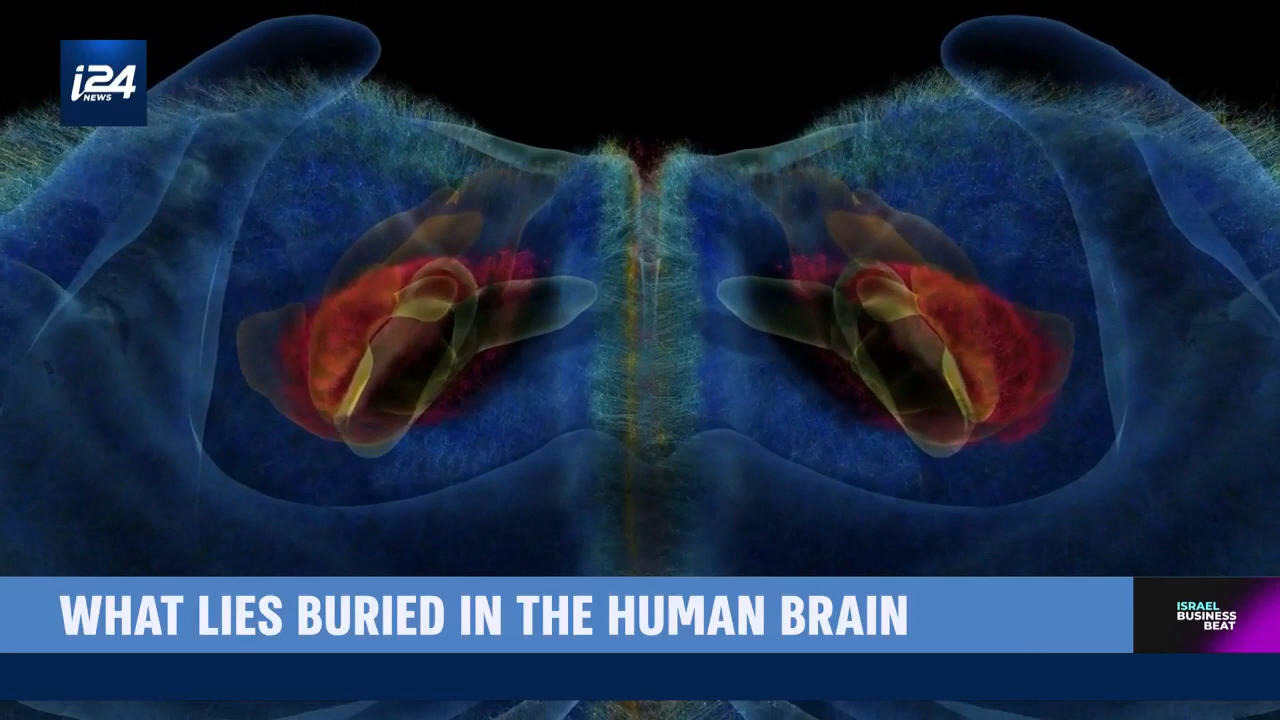 i24
NEWS
WHAT LIES BURIED IN THE HUMAN BRAIN
ISRAEL
BUSINESS
BEAT